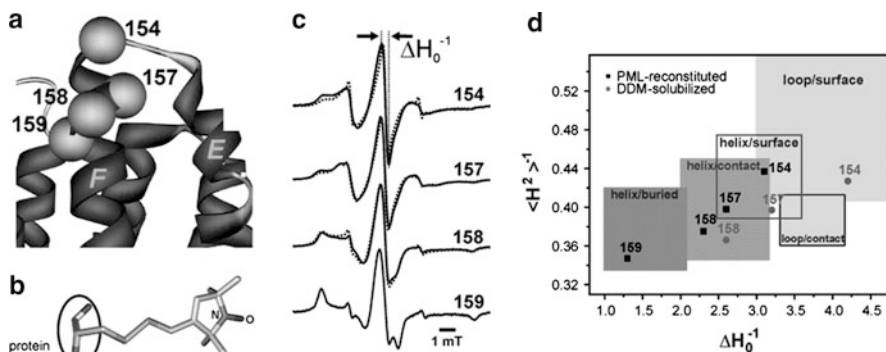 a
154
157
158
159
F
E
b
protein
N
O
c
ΔH₀⁻¹
154
157
158
159
1 mT
d
<H²>⁻¹
0.52
0.48
0.44
0.40
0.36
0.32
PML-reconstituted
DDM-solubilized
loop/surface
helix/surface
helix/contact
helix/buried
loop/contact
154
154
157
158
158
159
1.0 1.5 2.0 2.5 3.0 3.5 4.0 4.5
ΔH₀⁻¹